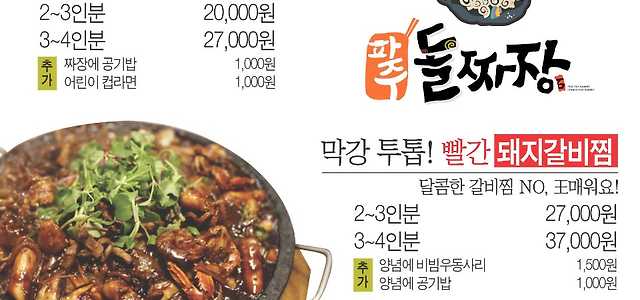 2~3인분 20,000원
3~4인분 27,000원
추가 짜장에 공기밥 1,000원
어린이 컵라면 1,000원
파주 돌짜장
막강 투톱! 빨간 돼지갈비찜
달콤한 갈비찜 NO, 王매워요!
2~3인분 27,000원
3~4인분 37,000원
추가 양념에 비빔우동사리 1,500원
양념에 공기밥 1,000원